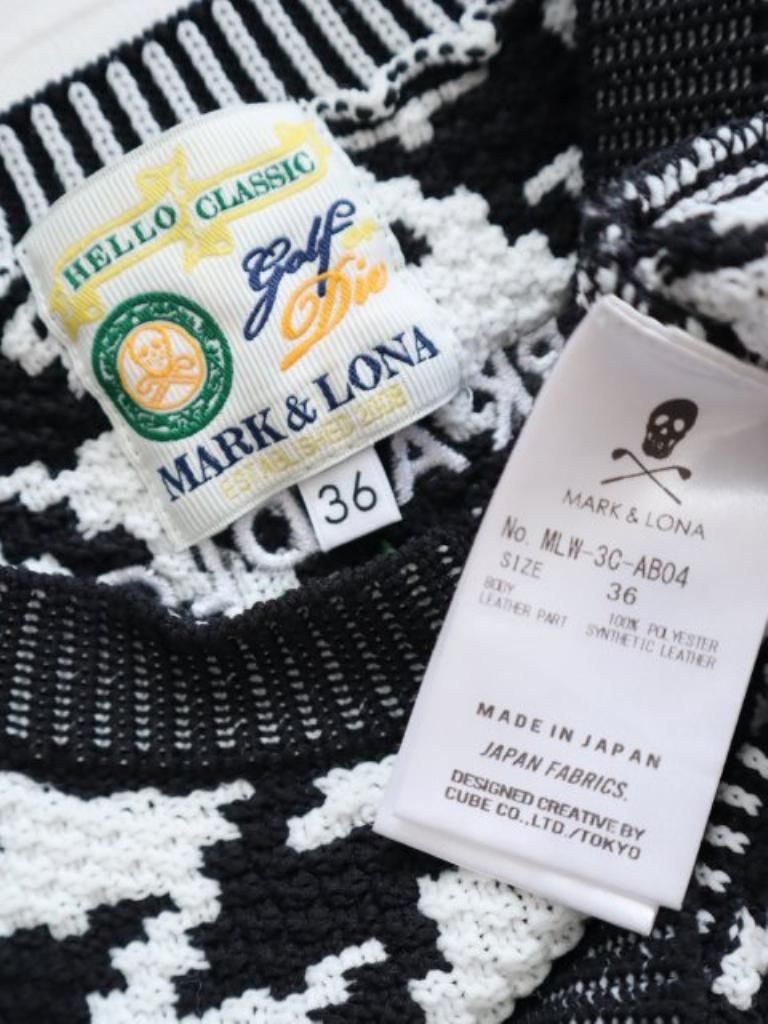 HELLO CLASSIC
Golf
or
Die
MARK & LONA
ESTABLISHED 2008
36
MARK & LONA
No. MLW-3C-AB04
SIZE 36
BODY 100% POLYESTER
LEATHER PART SYNTHETIC LEATHER
MADE IN JAPAN
JAPAN FABRICS.
DESIGNED CREATIVE BY
CUBE CO.,LTD./TOKYO